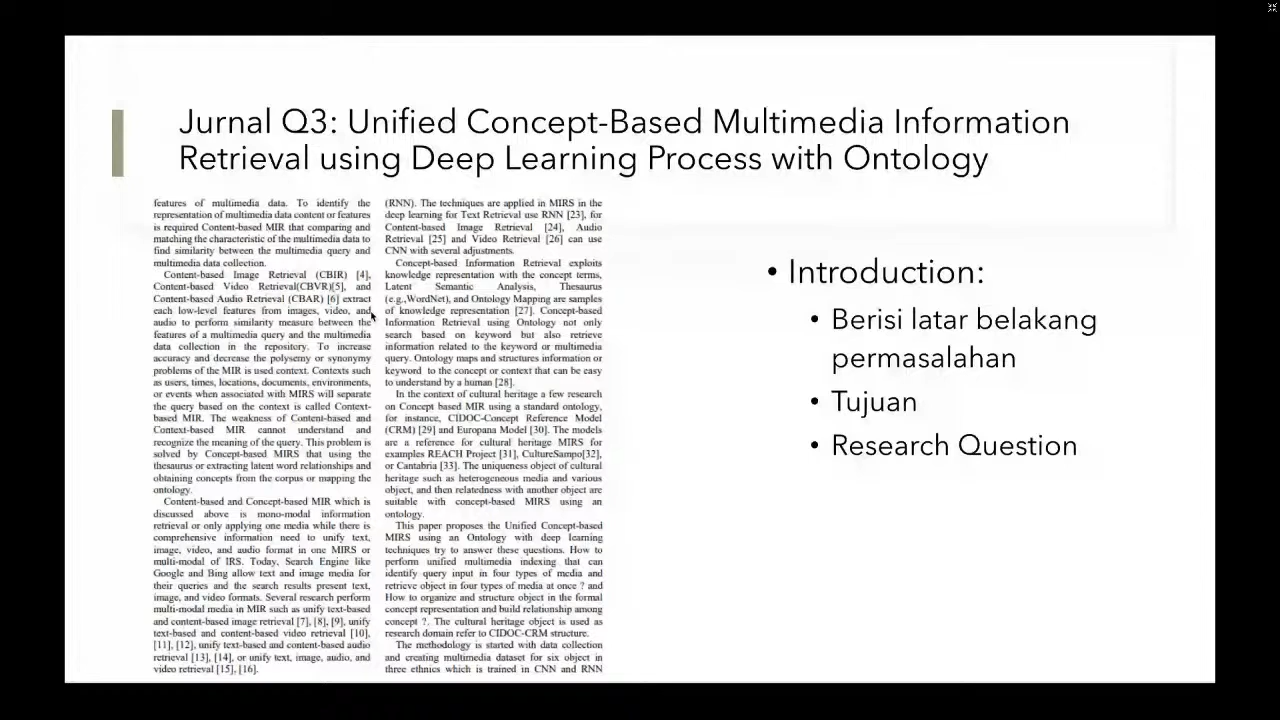 Jurnal Q3: Unified Concept-Based Multimedia Information
Retrieval using Deep Learning Process with Ontology
features of multimedia data. To identify the
representation of multimedia data content or features
is required Content-based MIR that comparing and
matching the characteristic of the multimedia data to
find similarity between the multimedia query and
multimedia data collection.
Content-based Image Retrieval (CBIR) [4],
Content-based Video Retrieval(CBVR)[5], and
Content-based Audio Retrieval (CBAR) [6] extract
each low-level features from images, video, and
audio to perform similarity measure between the
features of a multimedia query and the multimedia
data collection in the repository. To increase
accuracy and decrease the polysemy or synonymy
problems of the MIR is used context. Contexts such
as users, times, locations, documents, environments,
or events when associated with MIRS will separate
the query based on the context is called Context-
based MIR. The weakness of Content-based and
Context-based MIR cannot understand and
recognize the meaning of the query. This problem is
solved by Concept-based MIRS that using the
thesaurus or extracting latent word relationships and
obtaining concepts from the corpus or mapping the
ontology.
Content-based and Concept-based MIR which is
discussed above is mono-modal information
retrieval or only applying one media while there is
comprehensive information need to unify text,
image, video, and audio format in one MIRS or
multi-modal of IRS. Today, Search Engine like
Google and Bing allow text and image media for
their queries and the search results present text,
image, and video formats. Several research perform
multi-modal media in MIR such as unify text-based
and content-based image retrieval [7], [8], [9], unify
text-based and content-based video retrieval [10],
[11], [12], unify text-based and content-based audio
retrieval [13], [14], or unify text, image, audio, and
video retrieval [15], [16].
(RNN). The techniques are applied in MIRS in the
deep learning for Text Retrieval use RNN [23], for
Content-based Image Retrieval [24], Audio
Retrieval [25] and Video Retrieval [26] can use
CNN with several adjustments.
Concept-based Information Retrieval exploits
knowledge representation with the concept terms,
Latent Semantic Analysis, Thesaurus
(e.g.,WordNet), and Ontology Mapping are samples
of knowledge representation [27]. Concept-based
Information Retrieval using Ontology not only
search based on keyword but also retrieve
information related to the keyword or multimedia
query. Ontology maps and structures information or
keyword to the concept or context that can be easy
to understand by a human [28].
In the context of cultural heritage a few research
on Concept based MIR using a standard ontology,
for instance, CIDOC-Concept Reference Model
(CRM) [29] and Europana Model [30]. The models
are a reference for cultural heritage MIRS for
examples REACH Project [31], CultureSampo[32],
or Cantabria [33]. The uniqueness object of cultural
heritage such as heterogeneous media and various
object, and then relatedness with another object are
suitable with concept-based MIRS using an
ontology.
This paper proposes the Unified Concept-based
MIRS using an Ontology with deep learning
techniques try to answer these questions. How to
perform unified multimedia indexing that can
identify query input in four types of media and
retrieve object in four types of media at once ? and
How to organize and structure object in the formal
concept representation and build relationship among
concept ?. The cultural heritage object is used as
research domain refer to CIDOC-CRM structure.
The methodology is started with data collection
and creating multimedia dataset for six object in
three ethnics which is trained in CNN and RNN
• Introduction:
• Berisi latar belakang
permasalahan
• Tujuan
• Research Question